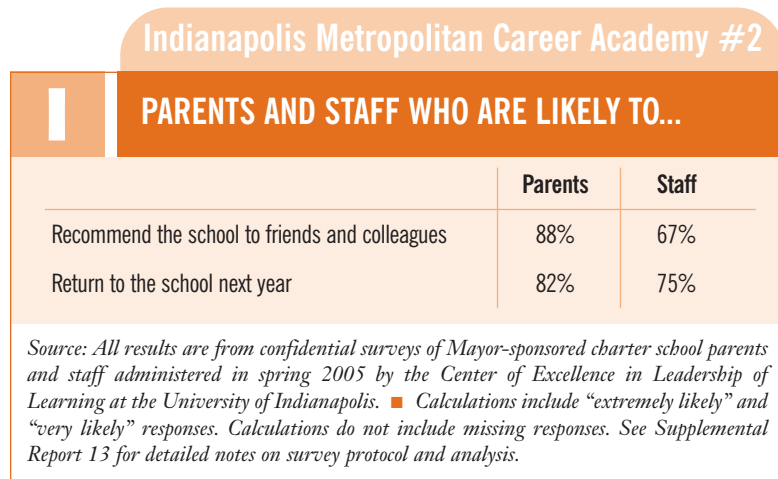 Indianapolis Metropolitan Career Academy #2
I
PARENTS AND STAFF WHO ARE LIKELY TO...
Parents Staff
Recommend the school to friends and colleagues 88% 67%
Return to the school next year 82% 75%
Source: All results are from confidential surveys of Mayor-sponsored charter school parents
and staff administered in spring 2005 by the Center of Excellence in Leadership of
Learning at the University of Indianapolis. ■ Calculations include “extremely likely” and
“very likely” responses. Calculations do not include missing responses. See Supplemental
Report 13 for detailed notes on survey protocol and analysis.